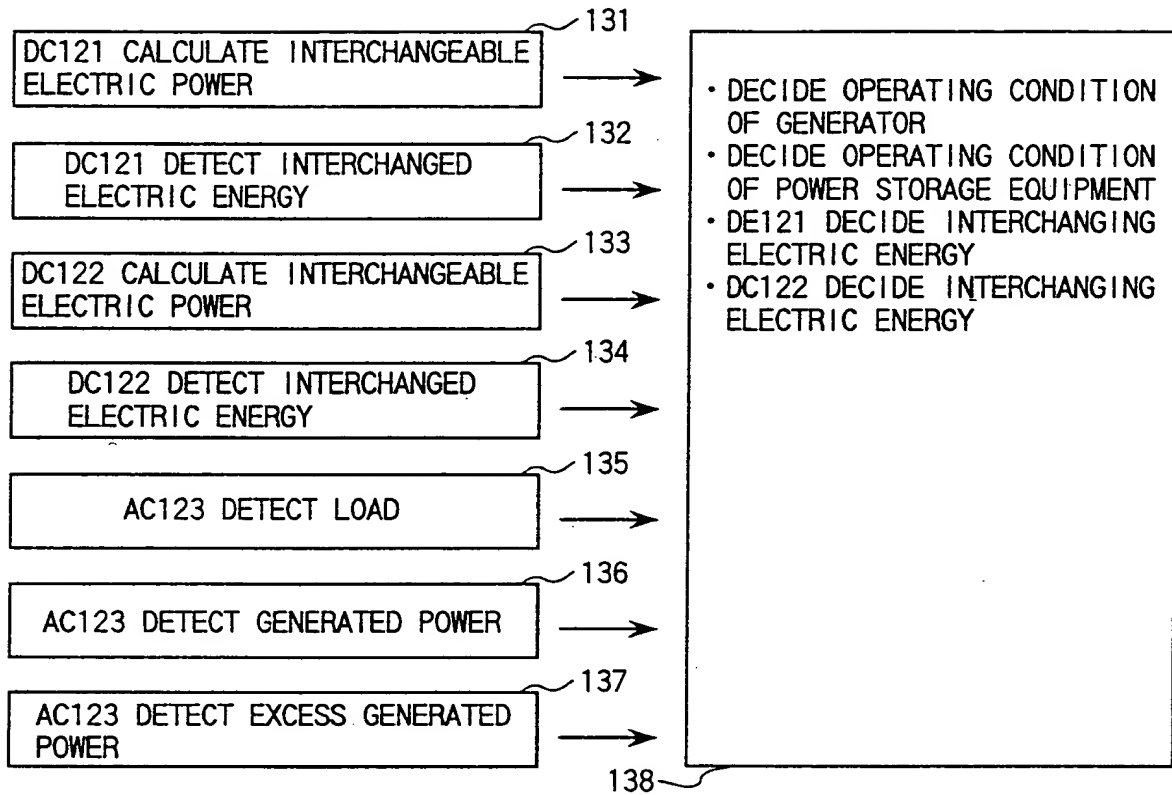 131
DC121 CALCULATE INTERCHANGEABLE
ELECTRIC POWER
132
DC121 DETECT INTERCHANGED
ELECTRIC ENERGY
133
DC122 CALCULATE INTERCHANGEABLE
ELECTRIC POWER
134
DC122 DETECT INTERCHANGED
ELECTRIC ENERGY
135
AC123 DETECT LOAD
136
AC123 DETECT GENERATED POWER
137
AC123 DETECT EXCESS GENERATED
POWER
・DECIDE OPERATING CONDITION
OF GENERATOR
・DECIDE OPERATING CONDITION
OF POWER STORAGE EQUIPMENT
・DE121 DECIDE INTERCHANGING
ELECTRIC ENERGY
・DC122 DECIDE INTERCHANGING
ELECTRIC ENERGY
138